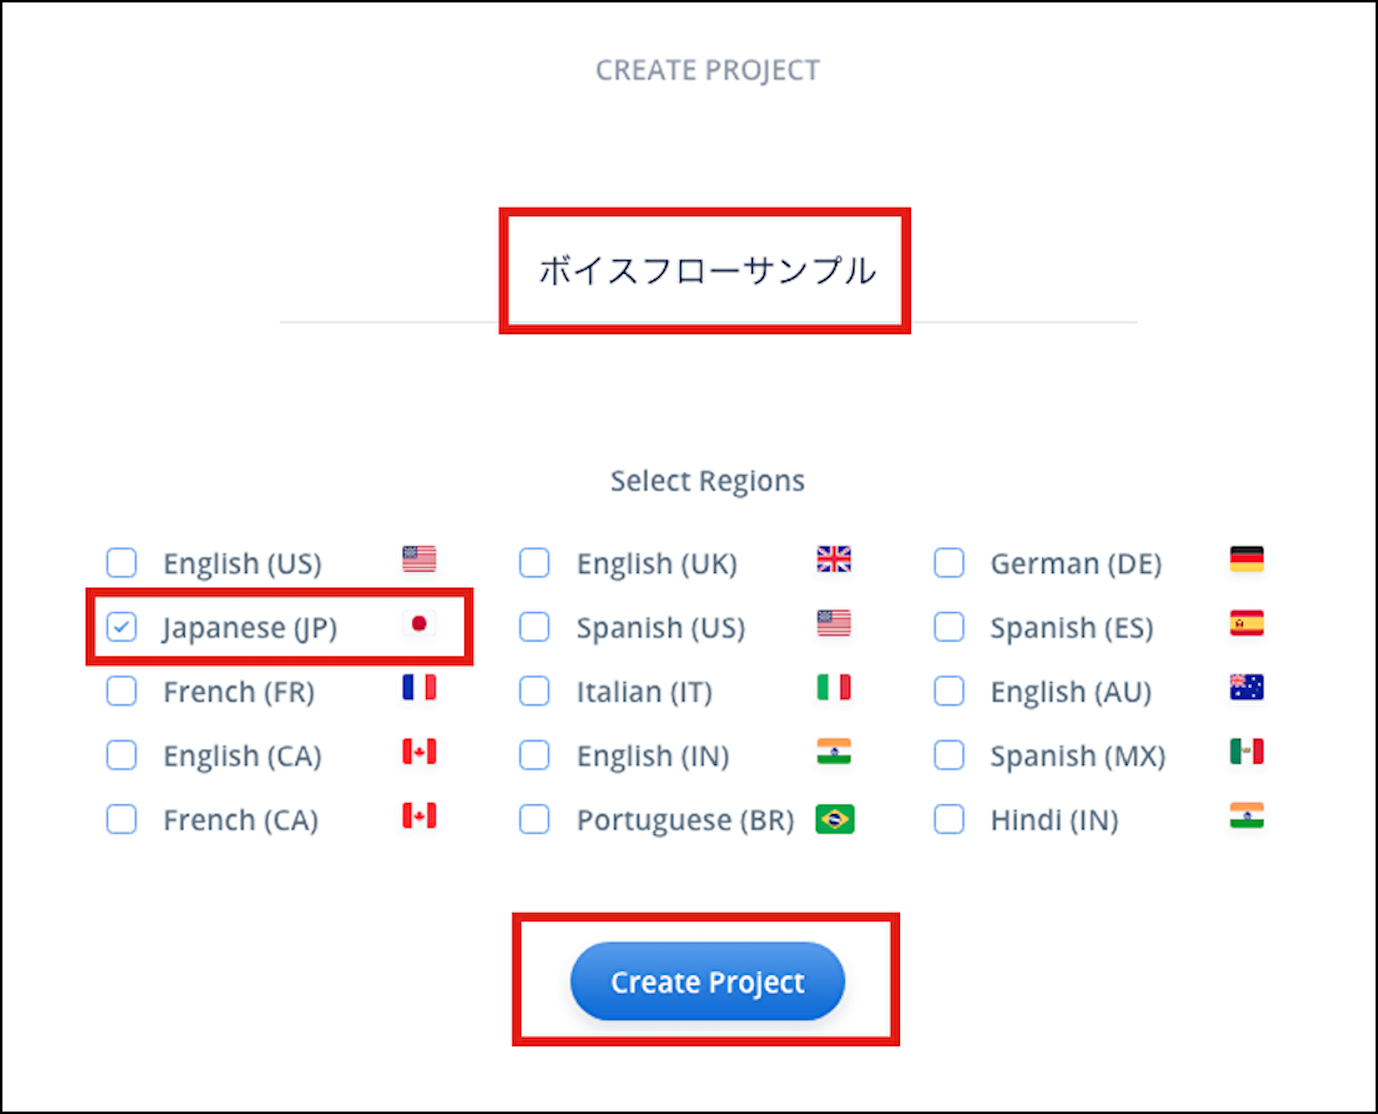 CREATE PROJECT
ボイスフローサンプル
Select Regions
English (US) English (UK) German (DE)
Japanese (JP) Spanish (US) Spanish (ES)
French (FR) Italian (IT) English (AU)
English (CA) English (IN) Spanish (MX)
French (CA) Portuguese (BR) Hindi (IN)
Create Project